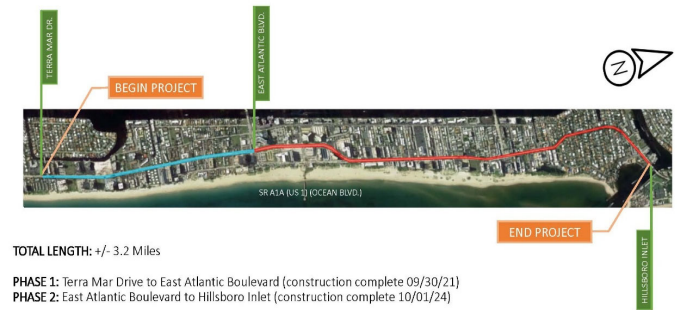 TERRA MAR DR.
EAST ATLANTIC BLVD.
BEGIN PROJECT
N
SR A1A (US 1) (OCEAN BLVD.)
END PROJECT
HILLSBORO INLET
TOTAL LENGTH: +/- 3.2 Miles
PHASE 1: Terra Mar Drive to East Atlantic Boulevard (construction complete 09/30/21)
PHASE 2: East Atlantic Boulevard to Hillsboro Inlet (construction complete 10/01/24)